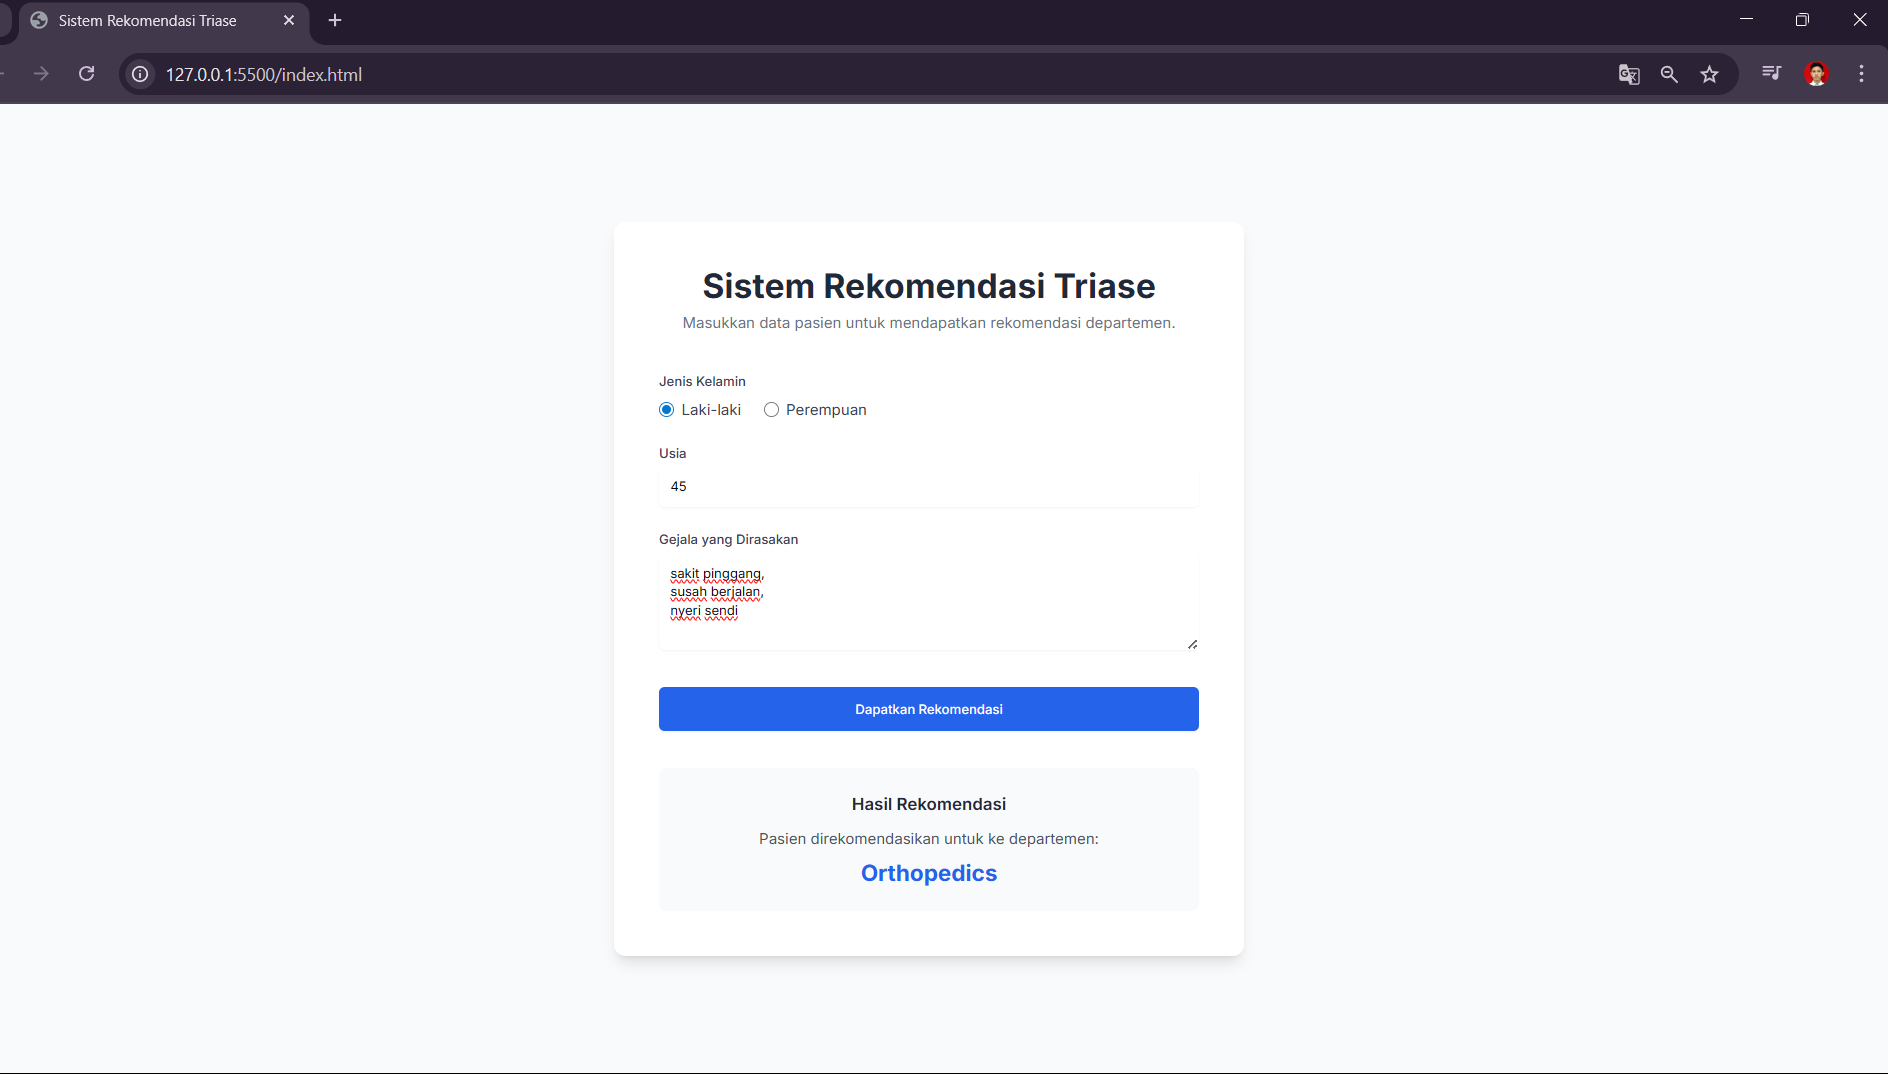 Sistem Rekomendasi Triase
127.0.0.1:5500/index.html
Sistem Rekomendasi Triase
Masukkan data pasien untuk mendapatkan rekomendasi departemen.
Jenis Kelamin
Laki-laki Perempuan
Usia
45
Gejala yang Dirasakan
sakit pinggang,
susah berjalan,
nyeri sendi
Dapatkan Rekomendasi
Hasil Rekomendasi
Pasien direkomendasikan untuk ke departemen:
Orthopedics